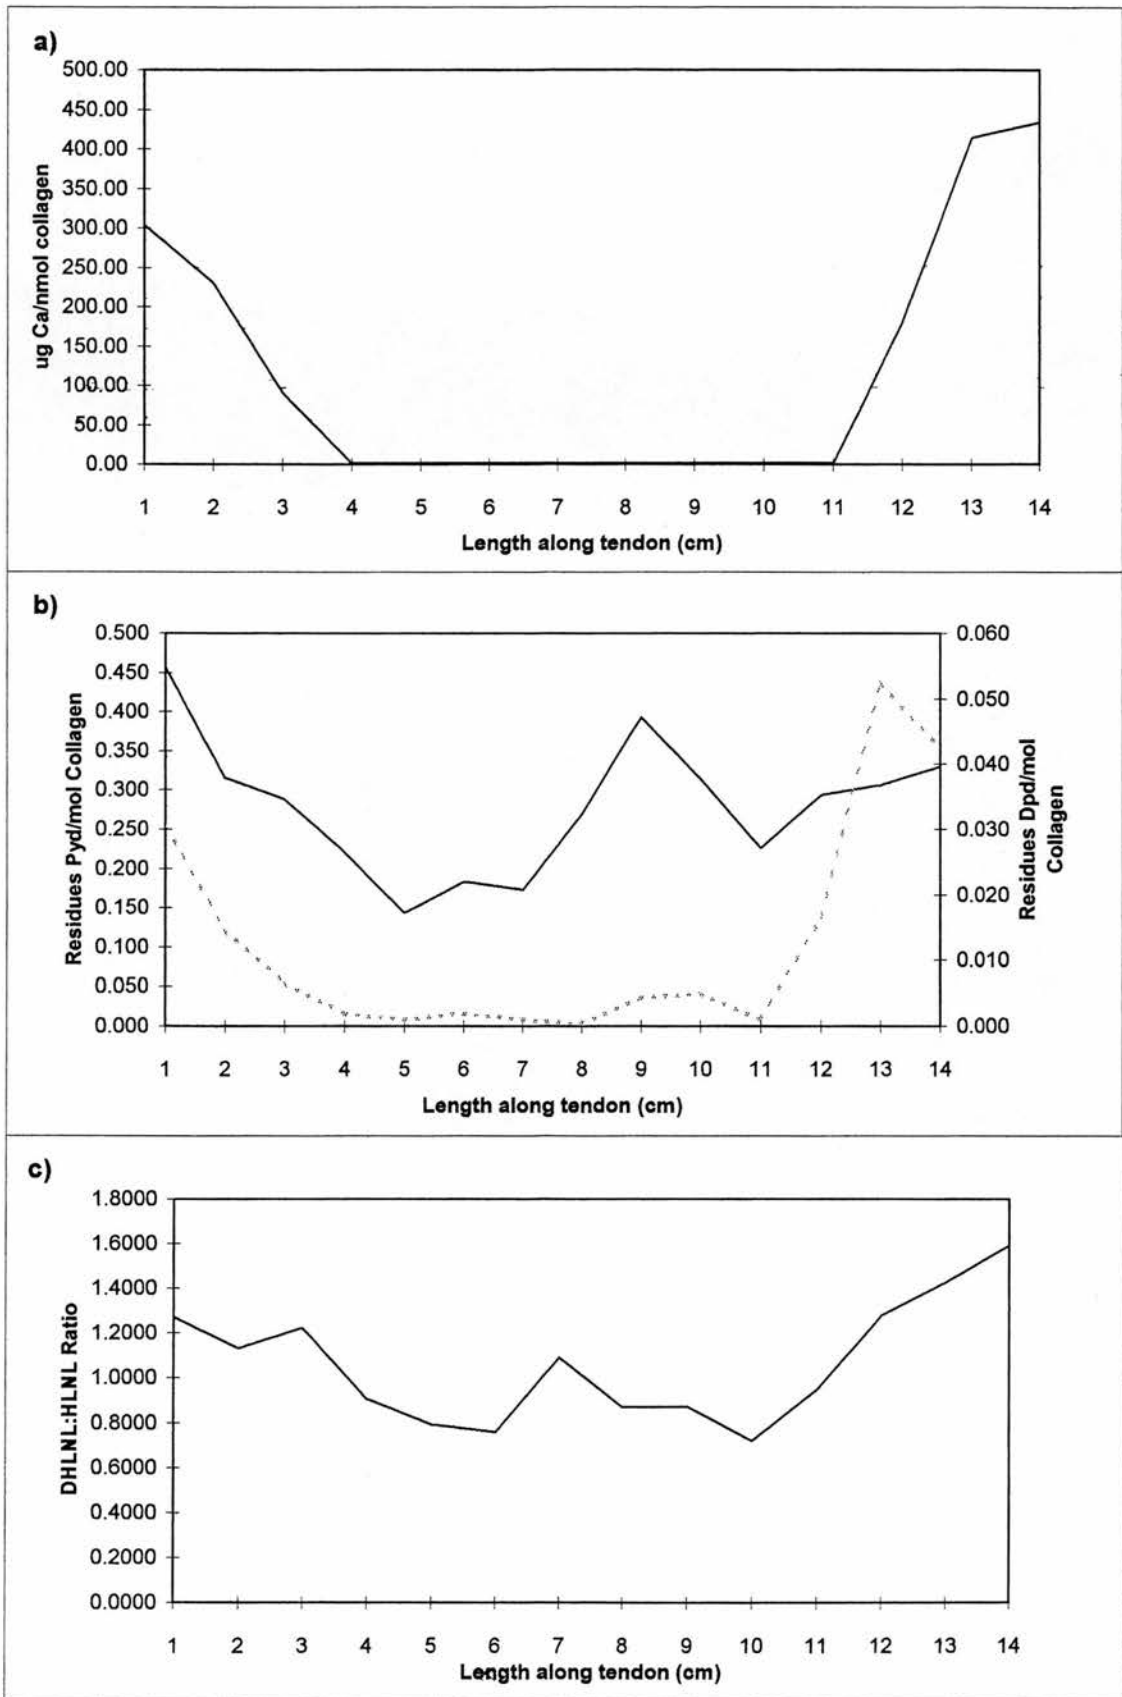 a)
500.00
450.00
400.00
350.00
300.00
250.00
200.00
150.00
100.00
50.00
0.00
ug Ca/nmol collagen
1 2 3 4 5 6 7 8 9 10 11 12 13 14
Length along tendon (cm)
b)
0.500
0.450
0.400
0.350
0.300
0.250
0.200
0.150
0.100
0.050
0.000
Residues Pyd/mol Collagen
0.060
0.050
0.040
0.030
0.020
0.010
0.000
Residues Dpd/mol
Collagen
1 2 3 4 5 6 7 8 9 10 11 12 13 14
Length along tendon (cm)
c)
1.8000
1.6000
1.4000
1.2000
1.0000
0.8000
0.6000
0.4000
0.2000
0.0000
DHLNL:HLNL Ratio
1 2 3 4 5 6 7 8 9 10 11 12 13 14
Length along tendon (cm)